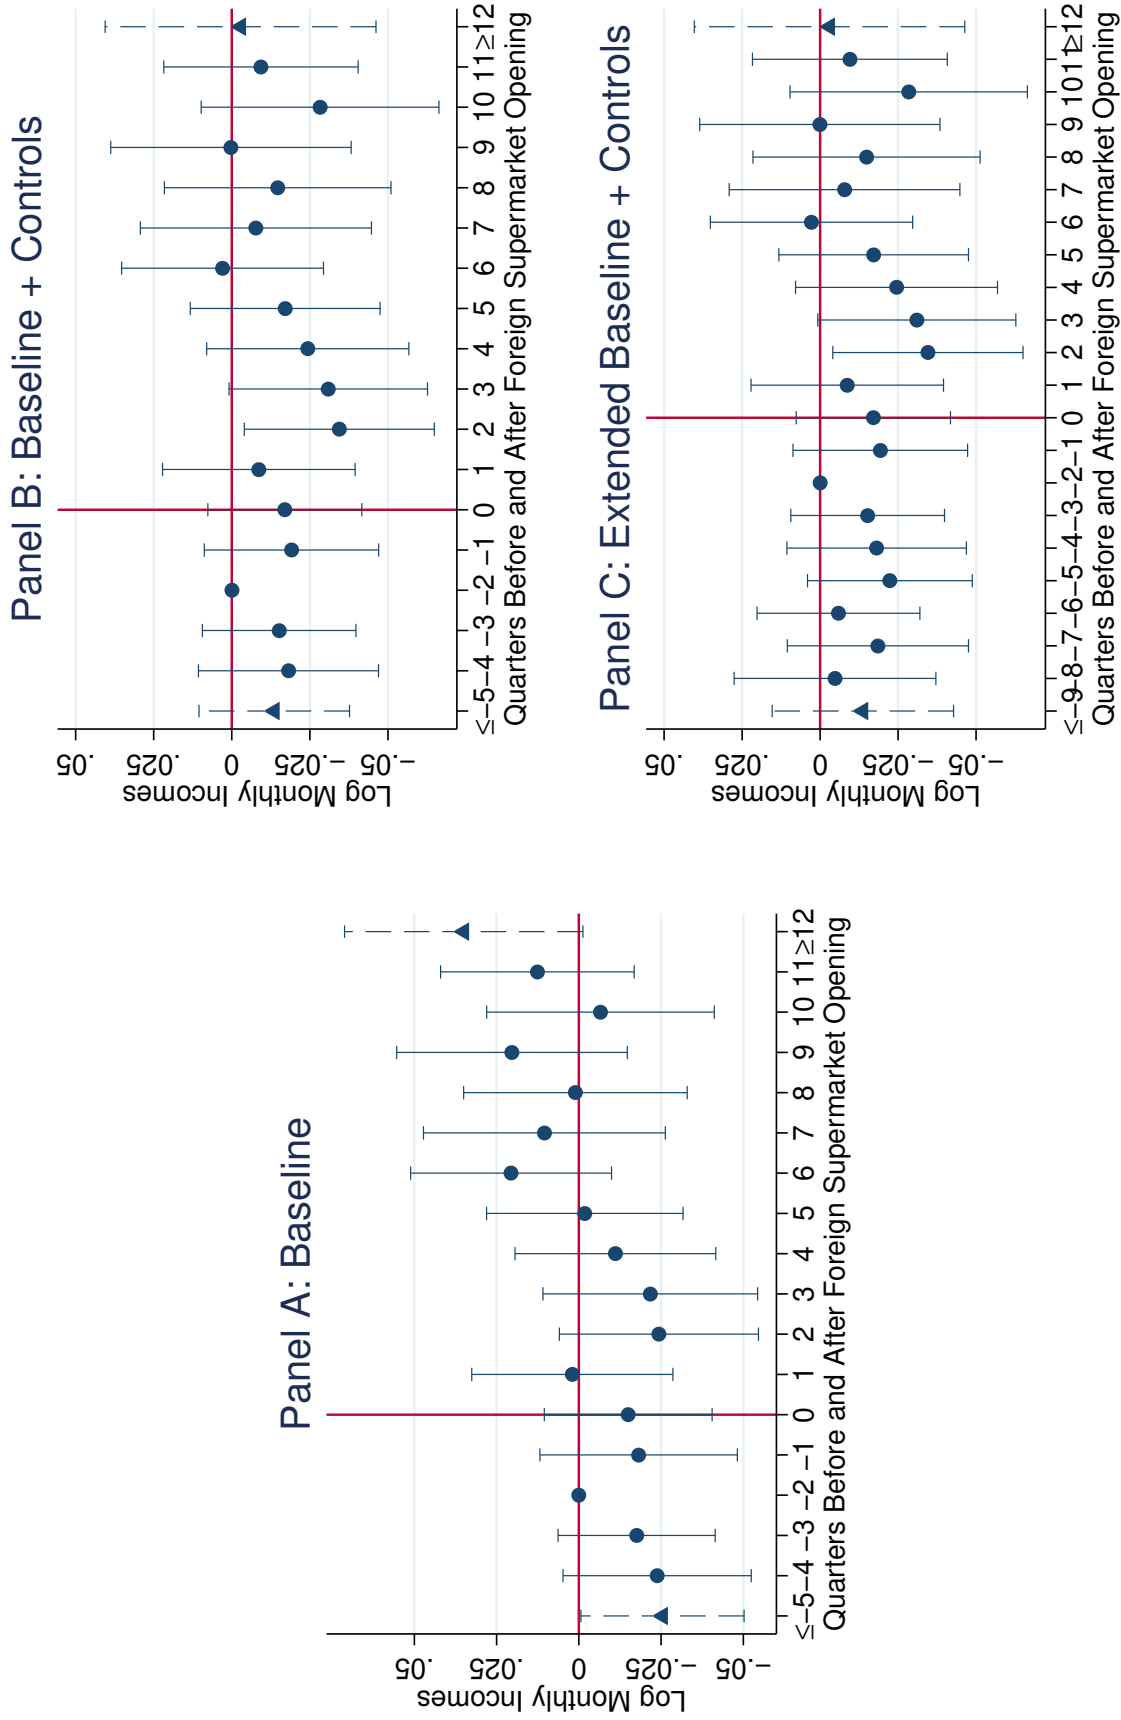 Panel A: Baseline
Log Monthly Incomes
.05
.025
0
−.025
−.05
≤−5 −4 −3 −2 −1 0 1 2 3 4 5 6 7 8 9 10 11 ≥12
Quarters Before and After Foreign Supermarket Opening
Panel B: Baseline + Controls
Log Monthly Incomes
.05
.025
0
−.025
−.05
≤−5 −4 −3 −2 −1 0 1 2 3 4 5 6 7 8 9 10 11 ≥12
Quarters Before and After Foreign Supermarket Opening
Panel C: Extended Baseline + Controls
Log Monthly Incomes
.05
.025
0
−.025
−.05
≤−9 −8 −7 −6 −5 −4 −3 −2 −1 0 1 2 3 4 5 6 7 8 9 10 11 ≥12
Quarters Before and After Foreign Supermarket Opening